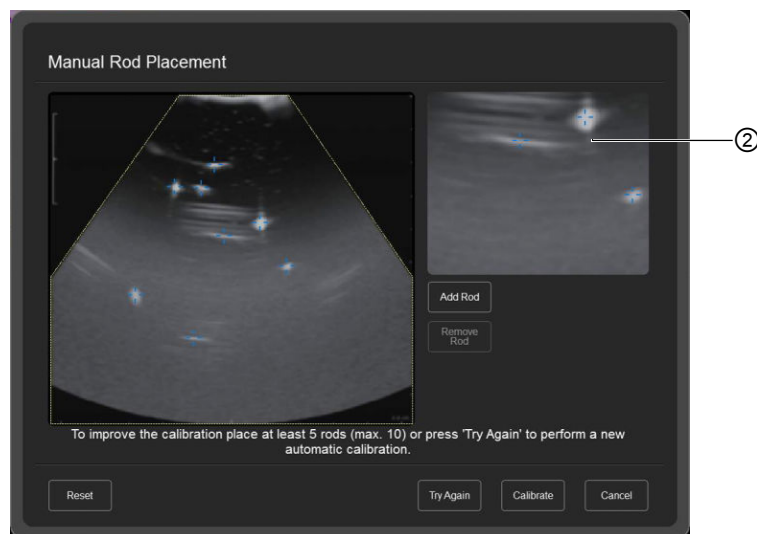 Manual Rod Placement
②
Add Rod
Remove
Rod
To improve the calibration place at least 5 rods (max. 10) or press 'Try Again' to perform a new
automatic calibration.
Reset
Try Again
Calibrate
Cancel